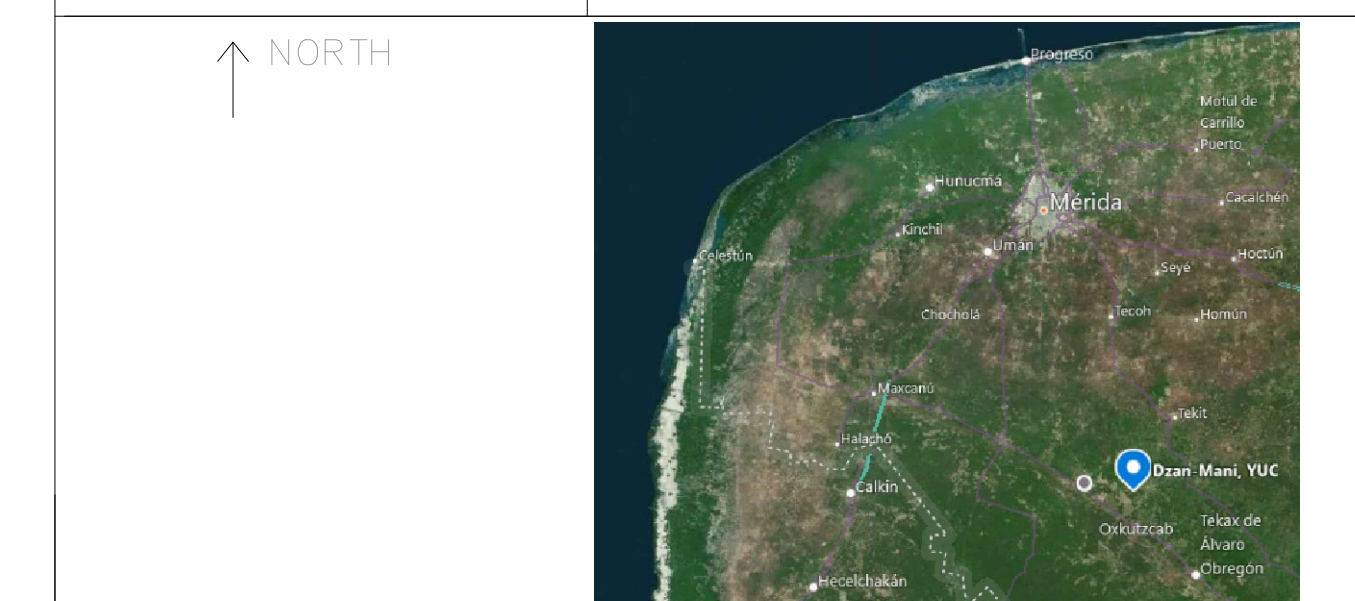 NORTH
Progreso
Motul de
Carrillo
Puerto
Hunucmá
Mérida
Cacalchén
Kinchil
Umán
Celestún
Hoctún
Seyé
Chocholá
Tecoh
Homún
Maxcanú
Tekit
Halachó
Dzan-Mani, YUC
Calkiní
Oxkutzcab
Tekax de
Álvaro
Obregón
Hecelchakán